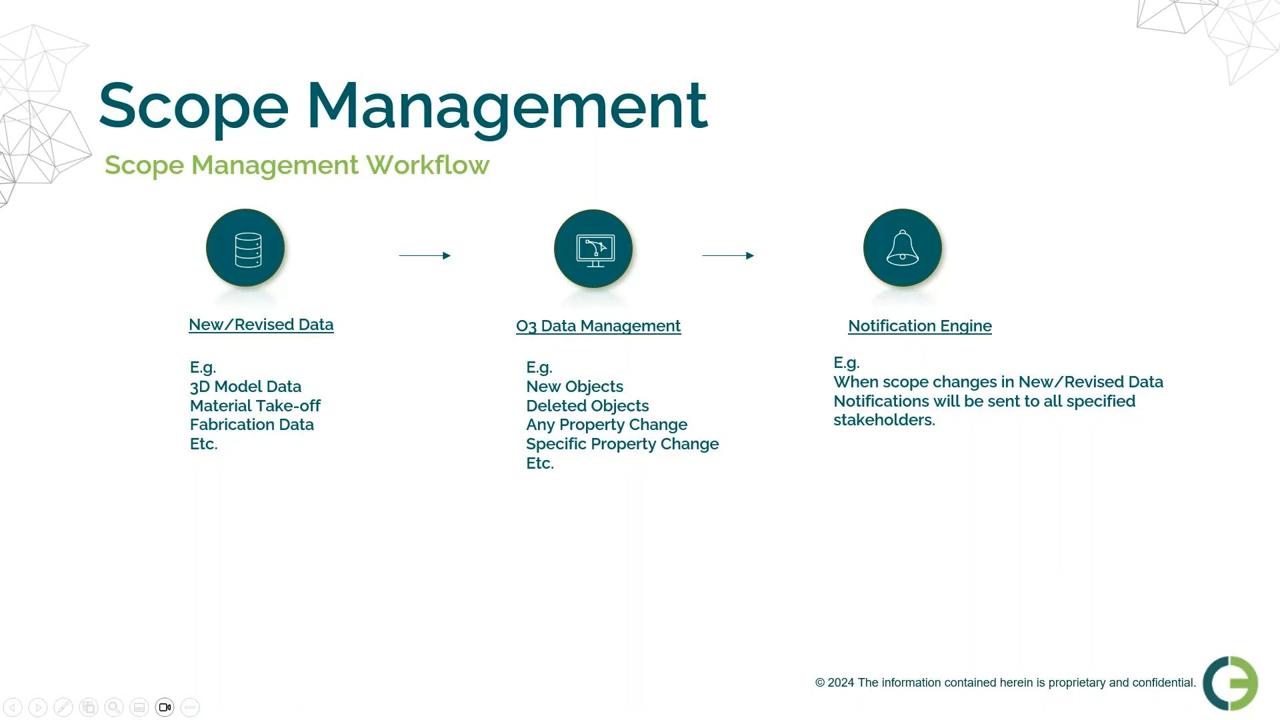 Scope Management
Scope Management Workflow
New/Revised Data
E.g.
3D Model Data
Material Take-off
Fabrication Data
Etc.
O3 Data Management
E.g.
New Objects
Deleted Objects
Any Property Change
Specific Property Change
Etc.
Notification Engine
E.g.
When scope changes in New/Revised Data
Notifications will be sent to all specified
stakeholders.
© 2024 The information contained herein is proprietary and confidential.